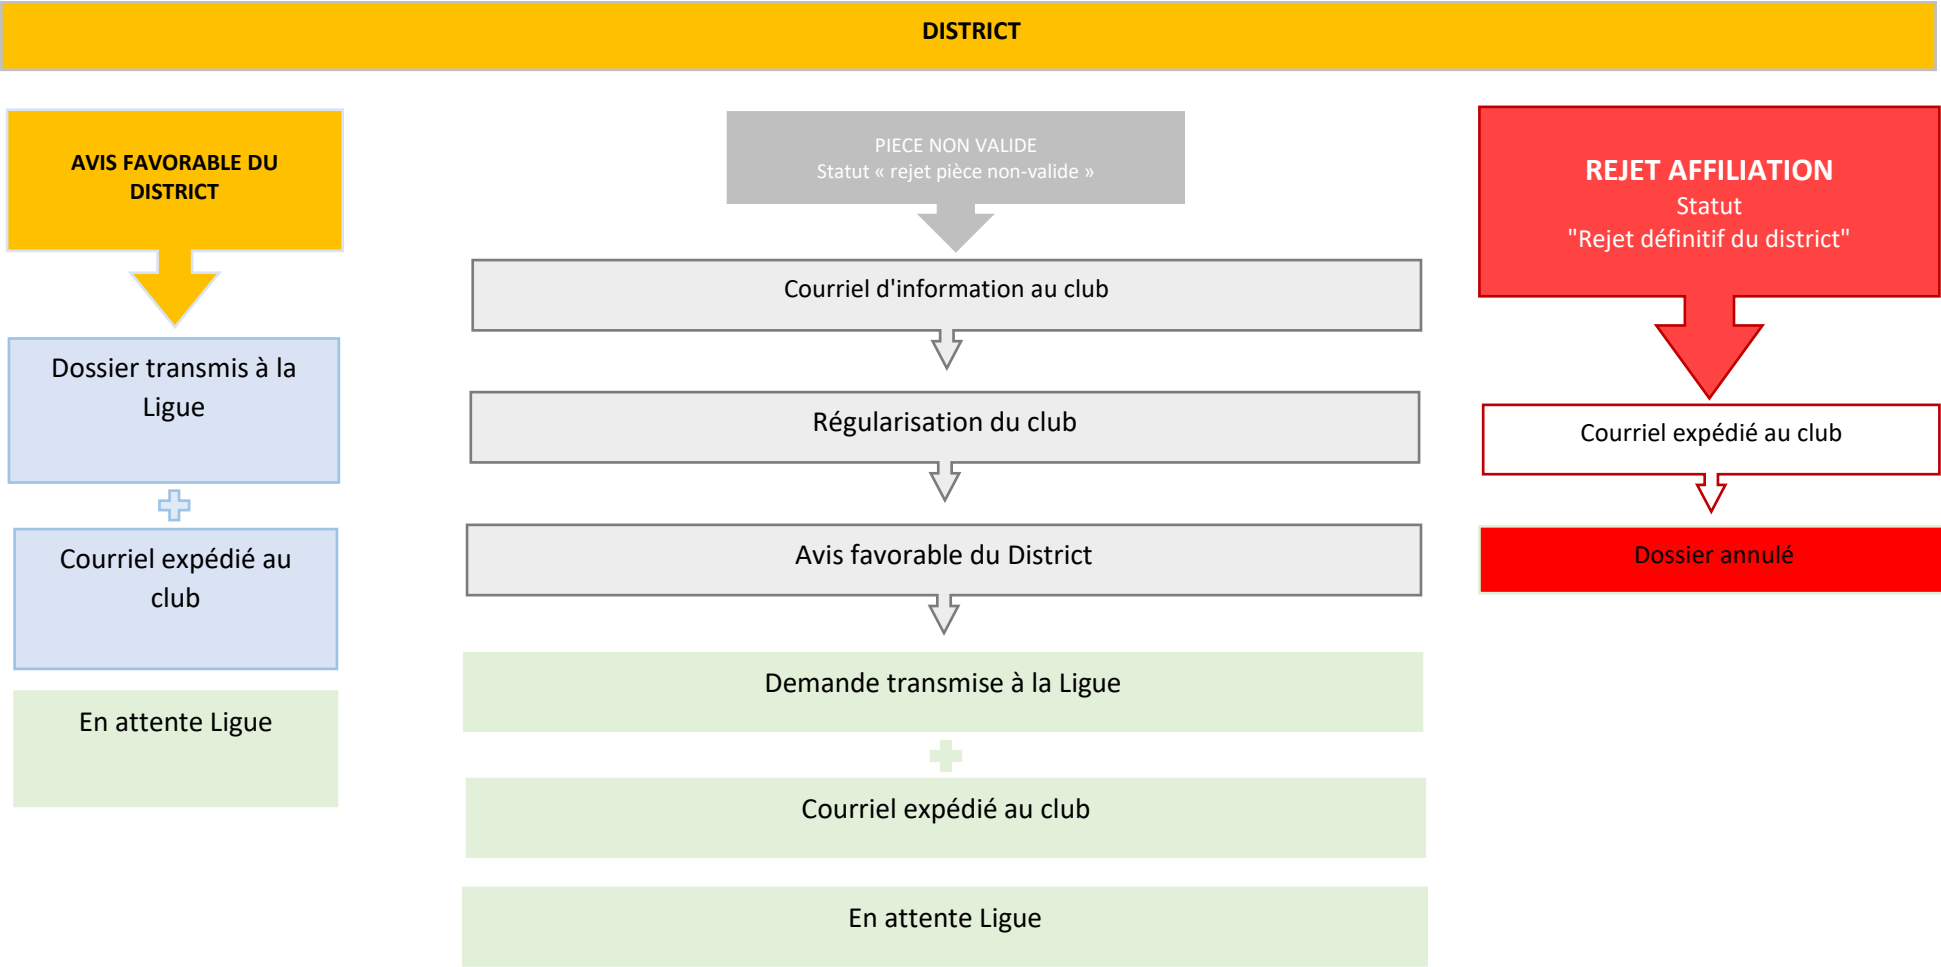 DISTRICT
AVIS FAVORABLE DU
DISTRICT
Dossier transmis à la
Ligue
Courriel expédié au
club
En attente Ligue
PIECE NON VALIDE
Statut « rejet pièce non-valide »
Courriel d'information au club
Régularisation du club
Avis favorable du District
Demande transmise à la Ligue
Courriel expédié au club
En attente Ligue
REJET AFFILIATION
Statut
"Rejet définitif du district"
Courriel expédié au club
Dossier annulé